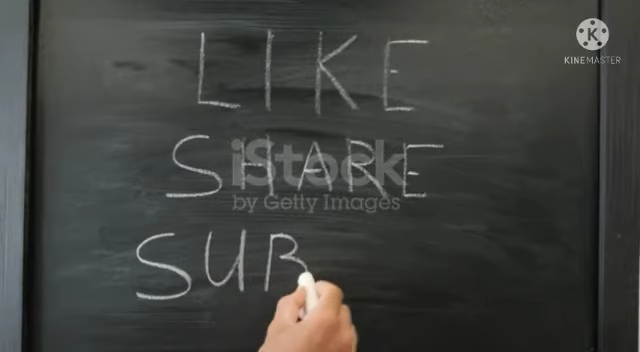 K
KINEMASTER
LIKE
SHARE
iStock
by Getty Images
SUB